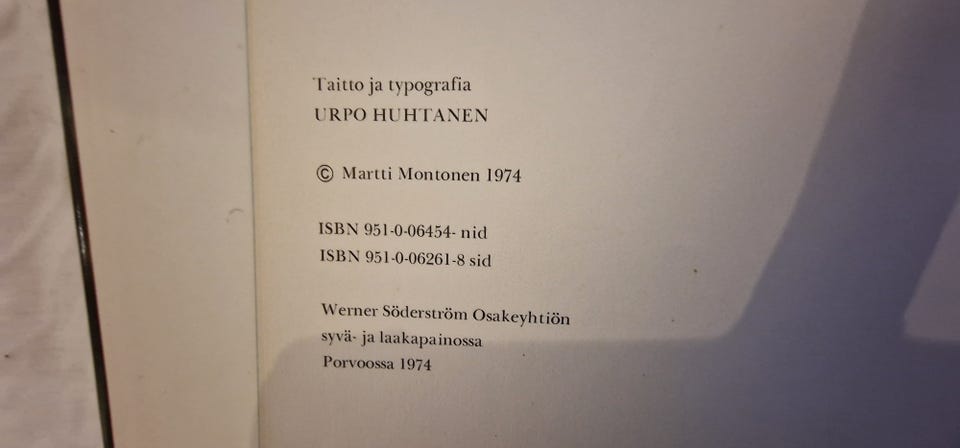 Taitto ja typografia
URPO HUHTANEN
© Martti Montonen 1974
ISBN 951-0-06454- nid
ISBN 951-0-06261-8 sid
Werner Söderström Osakeyhtiön
syvä- ja laakapainossa
Porvoossa 1974